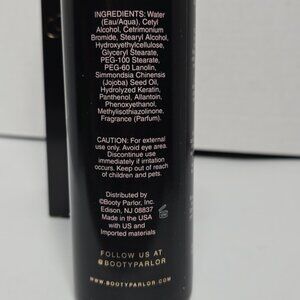 INGREDIENTS: Water
(Eau/Aqua), Cetyl
Alcohol, Cetrimonium
Bromide, Stearyl Alcohol,
Hydroxyethylcellulose,
Glyceryl Stearate,
PEG-100 Stearate,
PEG-60 Lanolin,
Simmondsia Chinensis
(Jojoba) Seed Oil,
Hydrolyzed Keratin,
Panthenol, Allantoin,
Phenoxyethanol,
Methylisothiazolinone,
Fragrance (Parfum).
CAUTION: For external
use only. Avoid eye area.
Discontinue use
immediately if irritation
occurs. Keep out of reach
of children and pets.
Distributed by
©Booty Parlor, Inc.
Edison, NJ 08837
Made in the USA
with US and
Imported materials
FOLLOW US AT
@BOOTYPARLOR
WWW.BOOTYPARLOR.COM